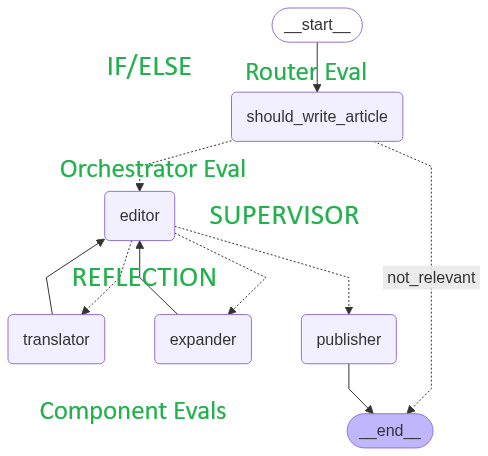 __start__
IF/ELSE
Router Eval
should_write_article
Orchestrator Eval
editor
SUPERVISOR
REFLECTION
not_relevant
translator
expander
publisher
Component Evals
__end__